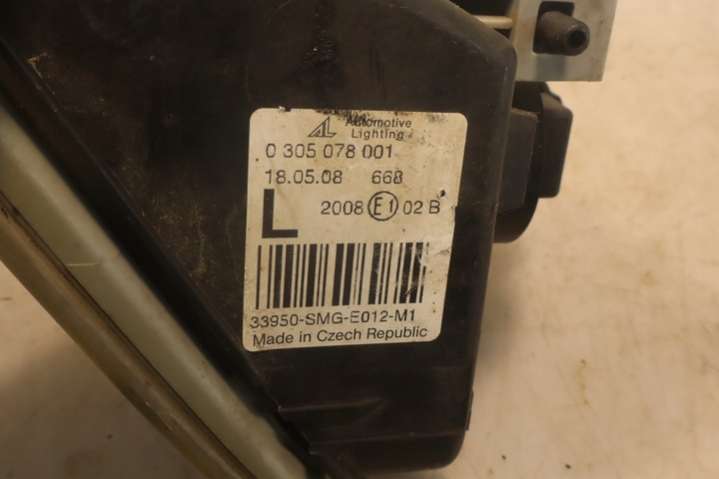 AL Automotive
Lighting
0 305 078 001
18.05.08 668
L 2008 E1 02 B
33950-SMG-E012-M1
Made in Czech Republic